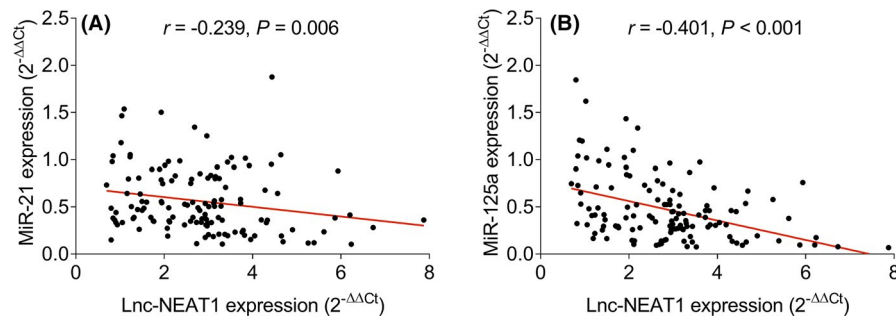 (A)
r = -0.239, P = 0.006
MiR-21 expression (2-ΔΔCt)
2.5
2.0
1.5
1.0
0.5
0.0
0 2 4 6 8
Lnc-NEAT1 expression (2-ΔΔCt)
(B)
r = -0.401, P < 0.001
MiR-125a expression (2-ΔΔCt)
2.5
2.0
1.5
1.0
0.5
0.0
0 2 4 6 8
Lnc-NEAT1 expression (2-ΔΔCt)